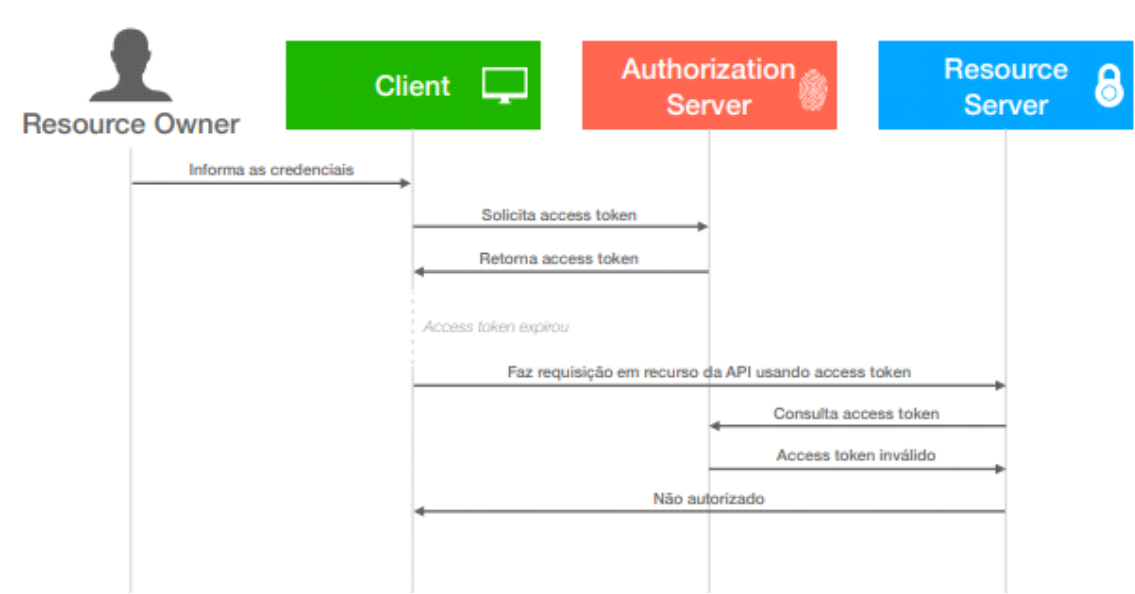 Resource Owner
Client
Authorization
Server
Resource
Server
Informa as credenciais
Solicita access token
Retorna access token
Access token expirou
Faz requisição em recurso da API usando access token
Consulta access token
Access token inválido
Não autorizado